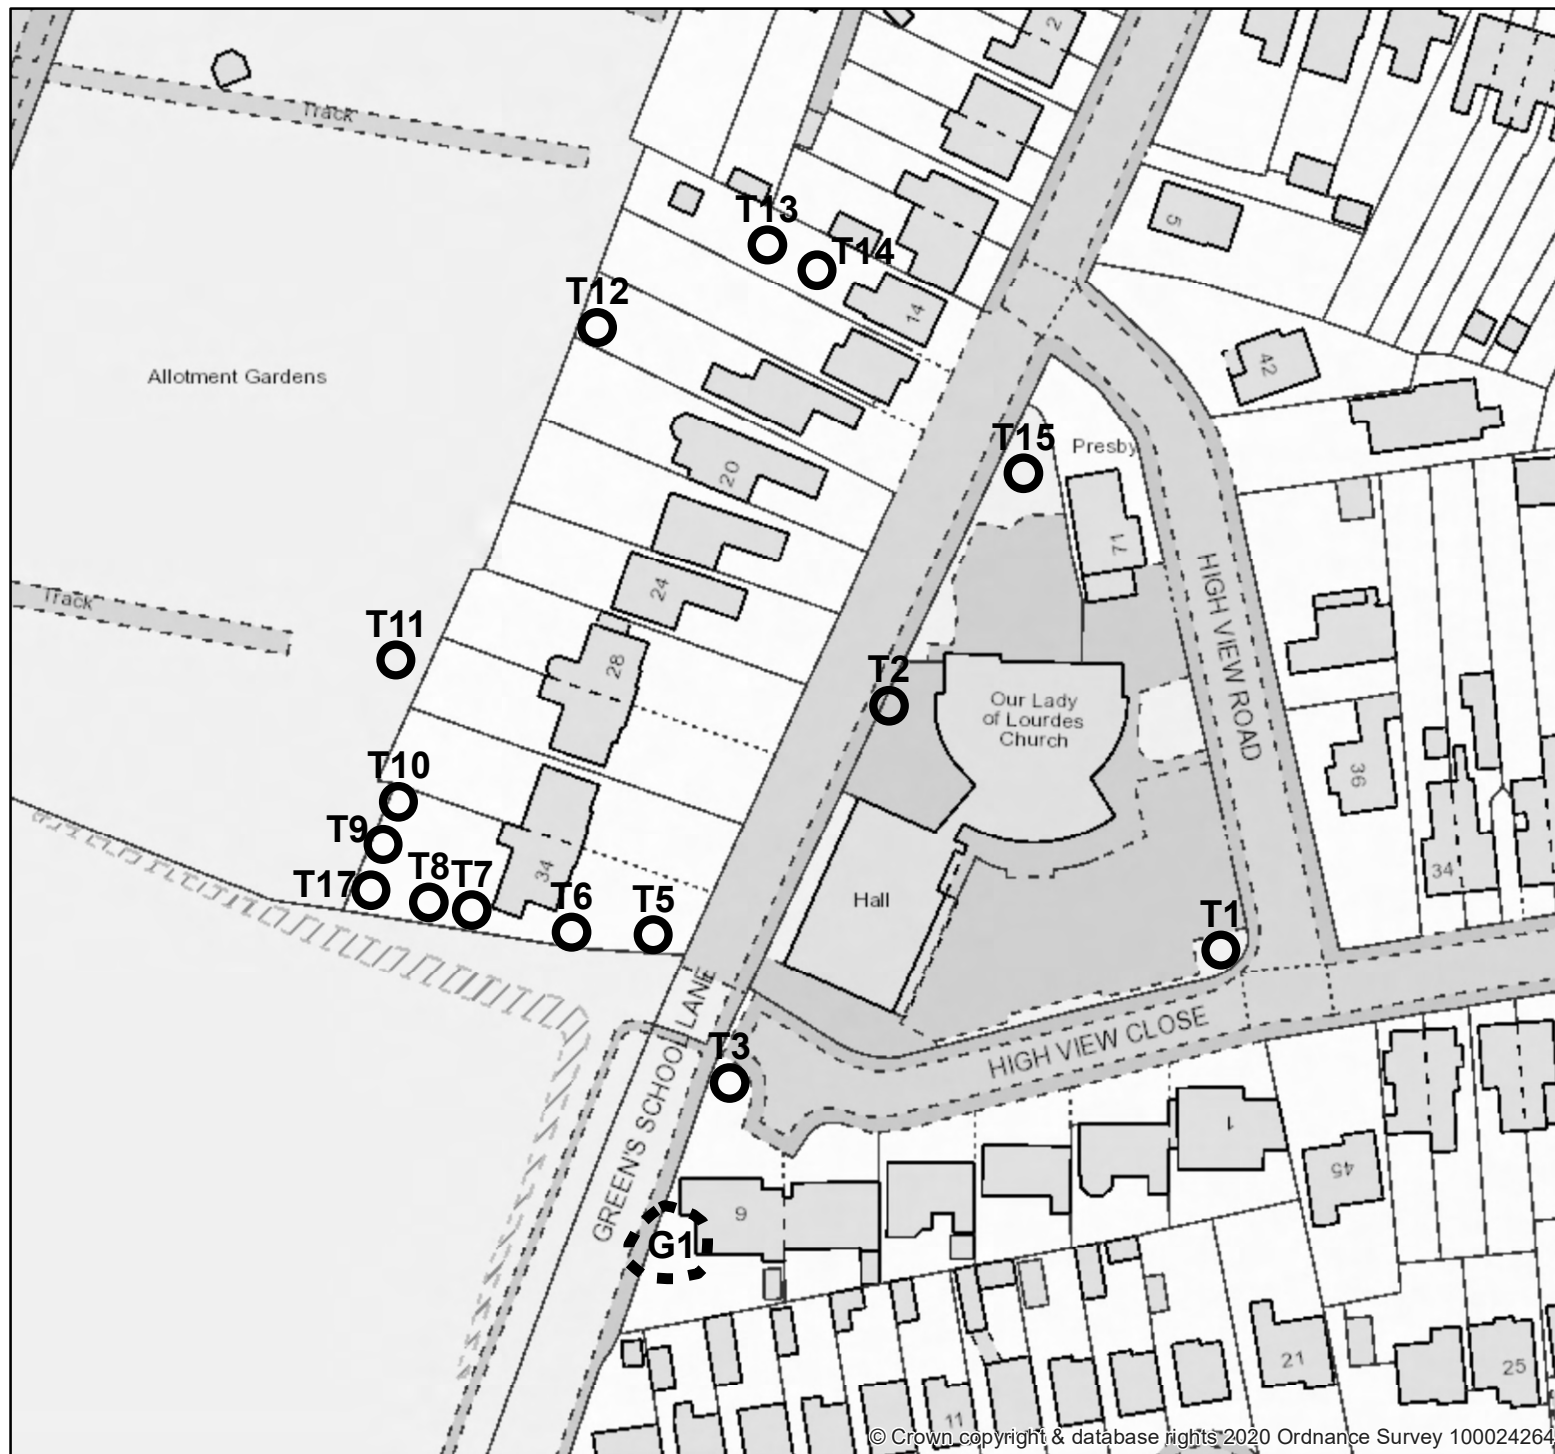 2
Track
T13
T14
5
T12
14
42
Allotment Gardens
T15
Presby
20
71
24
Track
T11
28
T2
HIGH VIEW ROAD
Our Lady
of Lourdes
Church
T10
36
T9
T8
T7
T17
34
T6
T5
Hall
34
T1
GREEN'S SCHOOL LANE
T3
HIGH VIEW CLOSE
1
45
9
G1
21
25
11
© Crown copyright & database rights 2020 Ordnance Survey 100024264